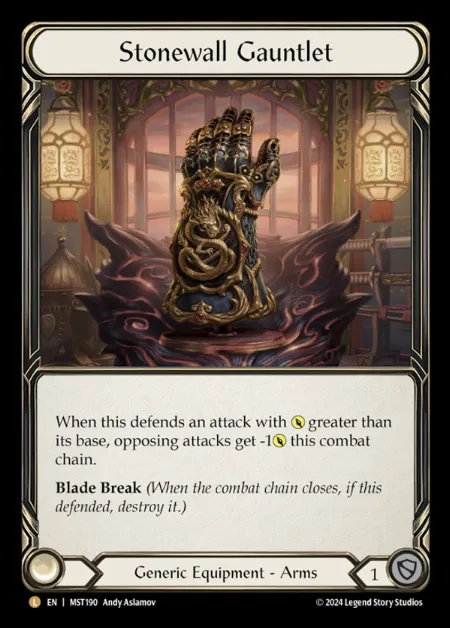 Stonewall Gauntlet
When this defends an attack with greater than
its base, opposing attacks get -1 this combat
chain.
Blade Break (When the combat chain closes, if this
defended, destroy it.)
Generic Equipment - Arms
1
L EN | MST190 Andy Aslamov
© 2024 Legend Story Studios